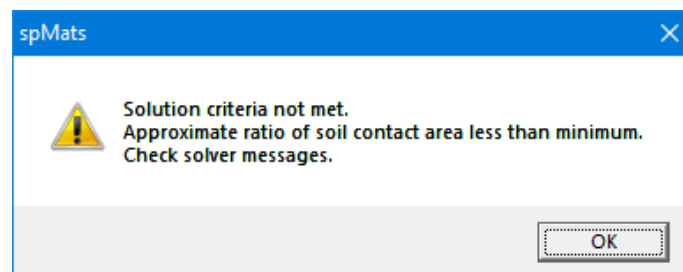 spMats
Solution criteria not met.
Approximate ratio of soil contact area less than minimum.
Check solver messages.
OK